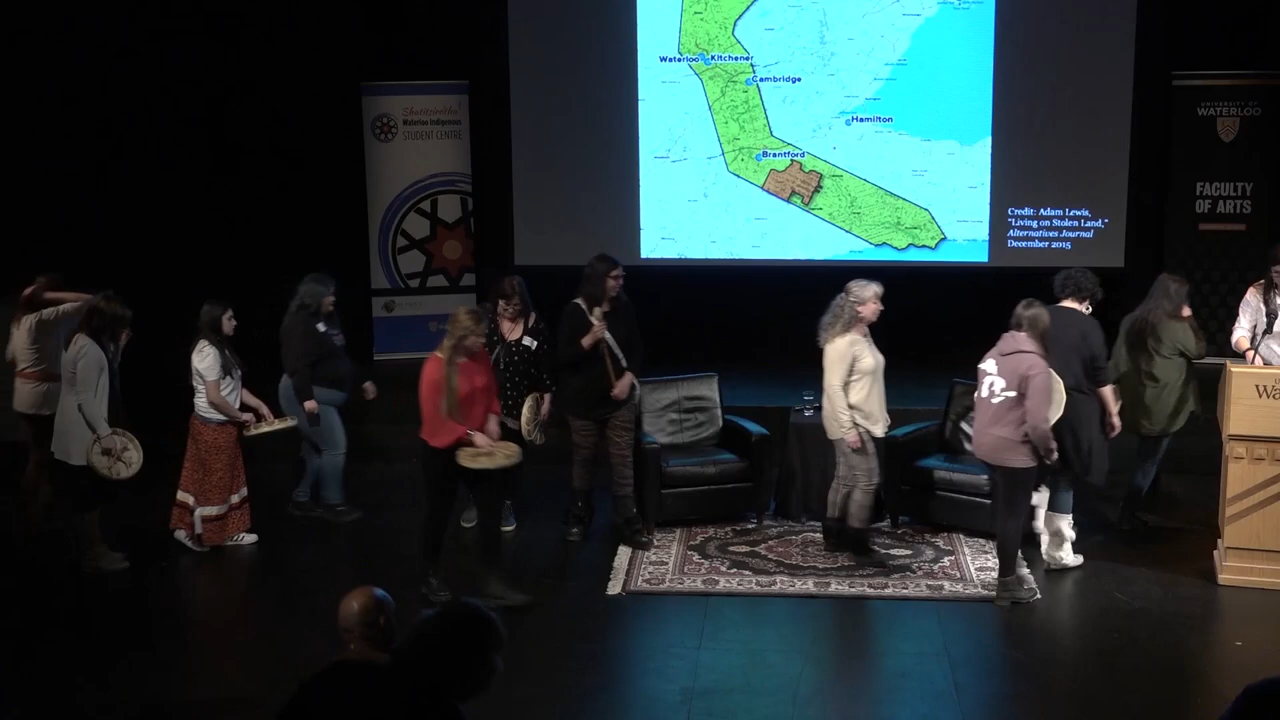 Waterloo
Kitchener
Cambridge
Hamilton
Brantford
Credit: Adam Lewis,
"Living on Stolen Land,"
Alternatives Journal
December 2015
Waterloo Indigenous
STUDENT CENTRE
UNIVERSITY OF
WATERLOO
FACULTY
OF ARTS
Wa